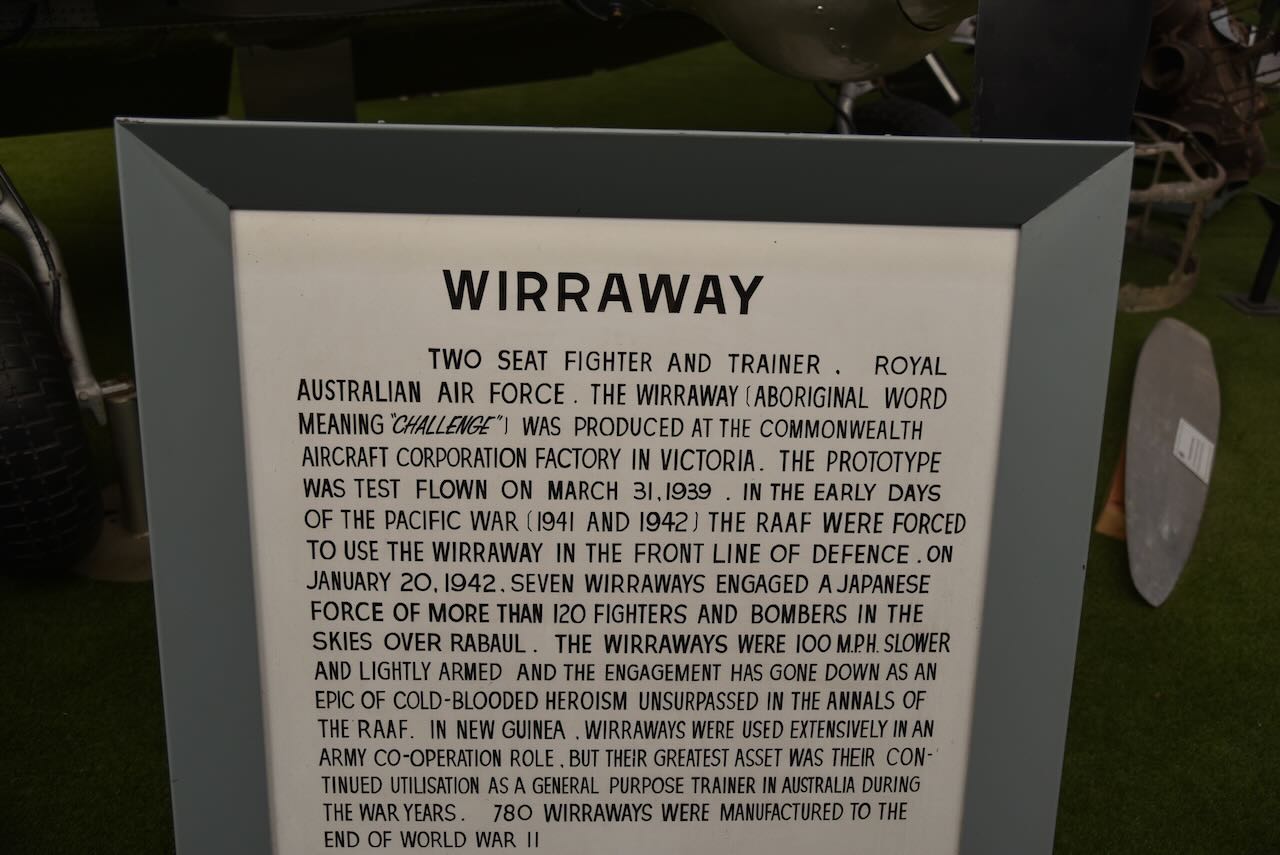 WIRRAWAY
TWO SEAT FIGHTER AND TRAINER. ROYAL
AUSTRALIAN AIR FORCE. THE WIRRAWAY (ABORIGINAL WORD
MEANING "CHALLENGE") WAS PRODUCED AT THE COMMONWEALTH
AIRCRAFT CORPORATION FACTORY IN VICTORIA. THE PROTOTYPE
WAS TEST FLOWN ON MARCH 31, 1939. IN THE EARLY DAYS
OF THE PACIFIC WAR (1941 AND 1942) THE RAAF WERE FORCED
TO USE THE WIRRAWAY IN THE FRONT LINE OF DEFENCE. ON
JANUARY 20, 1942. SEVEN WIRRAWAYS ENGAGED A JAPANESE
FORCE OF MORE THAN 120 FIGHTERS AND BOMBERS IN THE
SKIES OVER RABAUL. THE WIRRAWAYS WERE 100 M.P.H. SLOWER
AND LIGHTLY ARMED AND THE ENGAGEMENT HAS GONE DOWN AS AN
EPIC OF COLD-BLOODED HEROISM UNSURPASSED IN THE ANNALS OF
THE RAAF. IN NEW GUINEA, WIRRAWAYS WERE USED EXTENSIVELY IN AN
ARMY CO-OPERATION ROLE, BUT THEIR GREATEST ASSET WAS THEIR CON-
TINUED UTILISATION AS A GENERAL PURPOSE TRAINER IN AUSTRALIA DURING
THE WAR YEARS. 780 WIRRAWAYS WERE MANUFACTURED TO THE
END OF WORLD WAR II